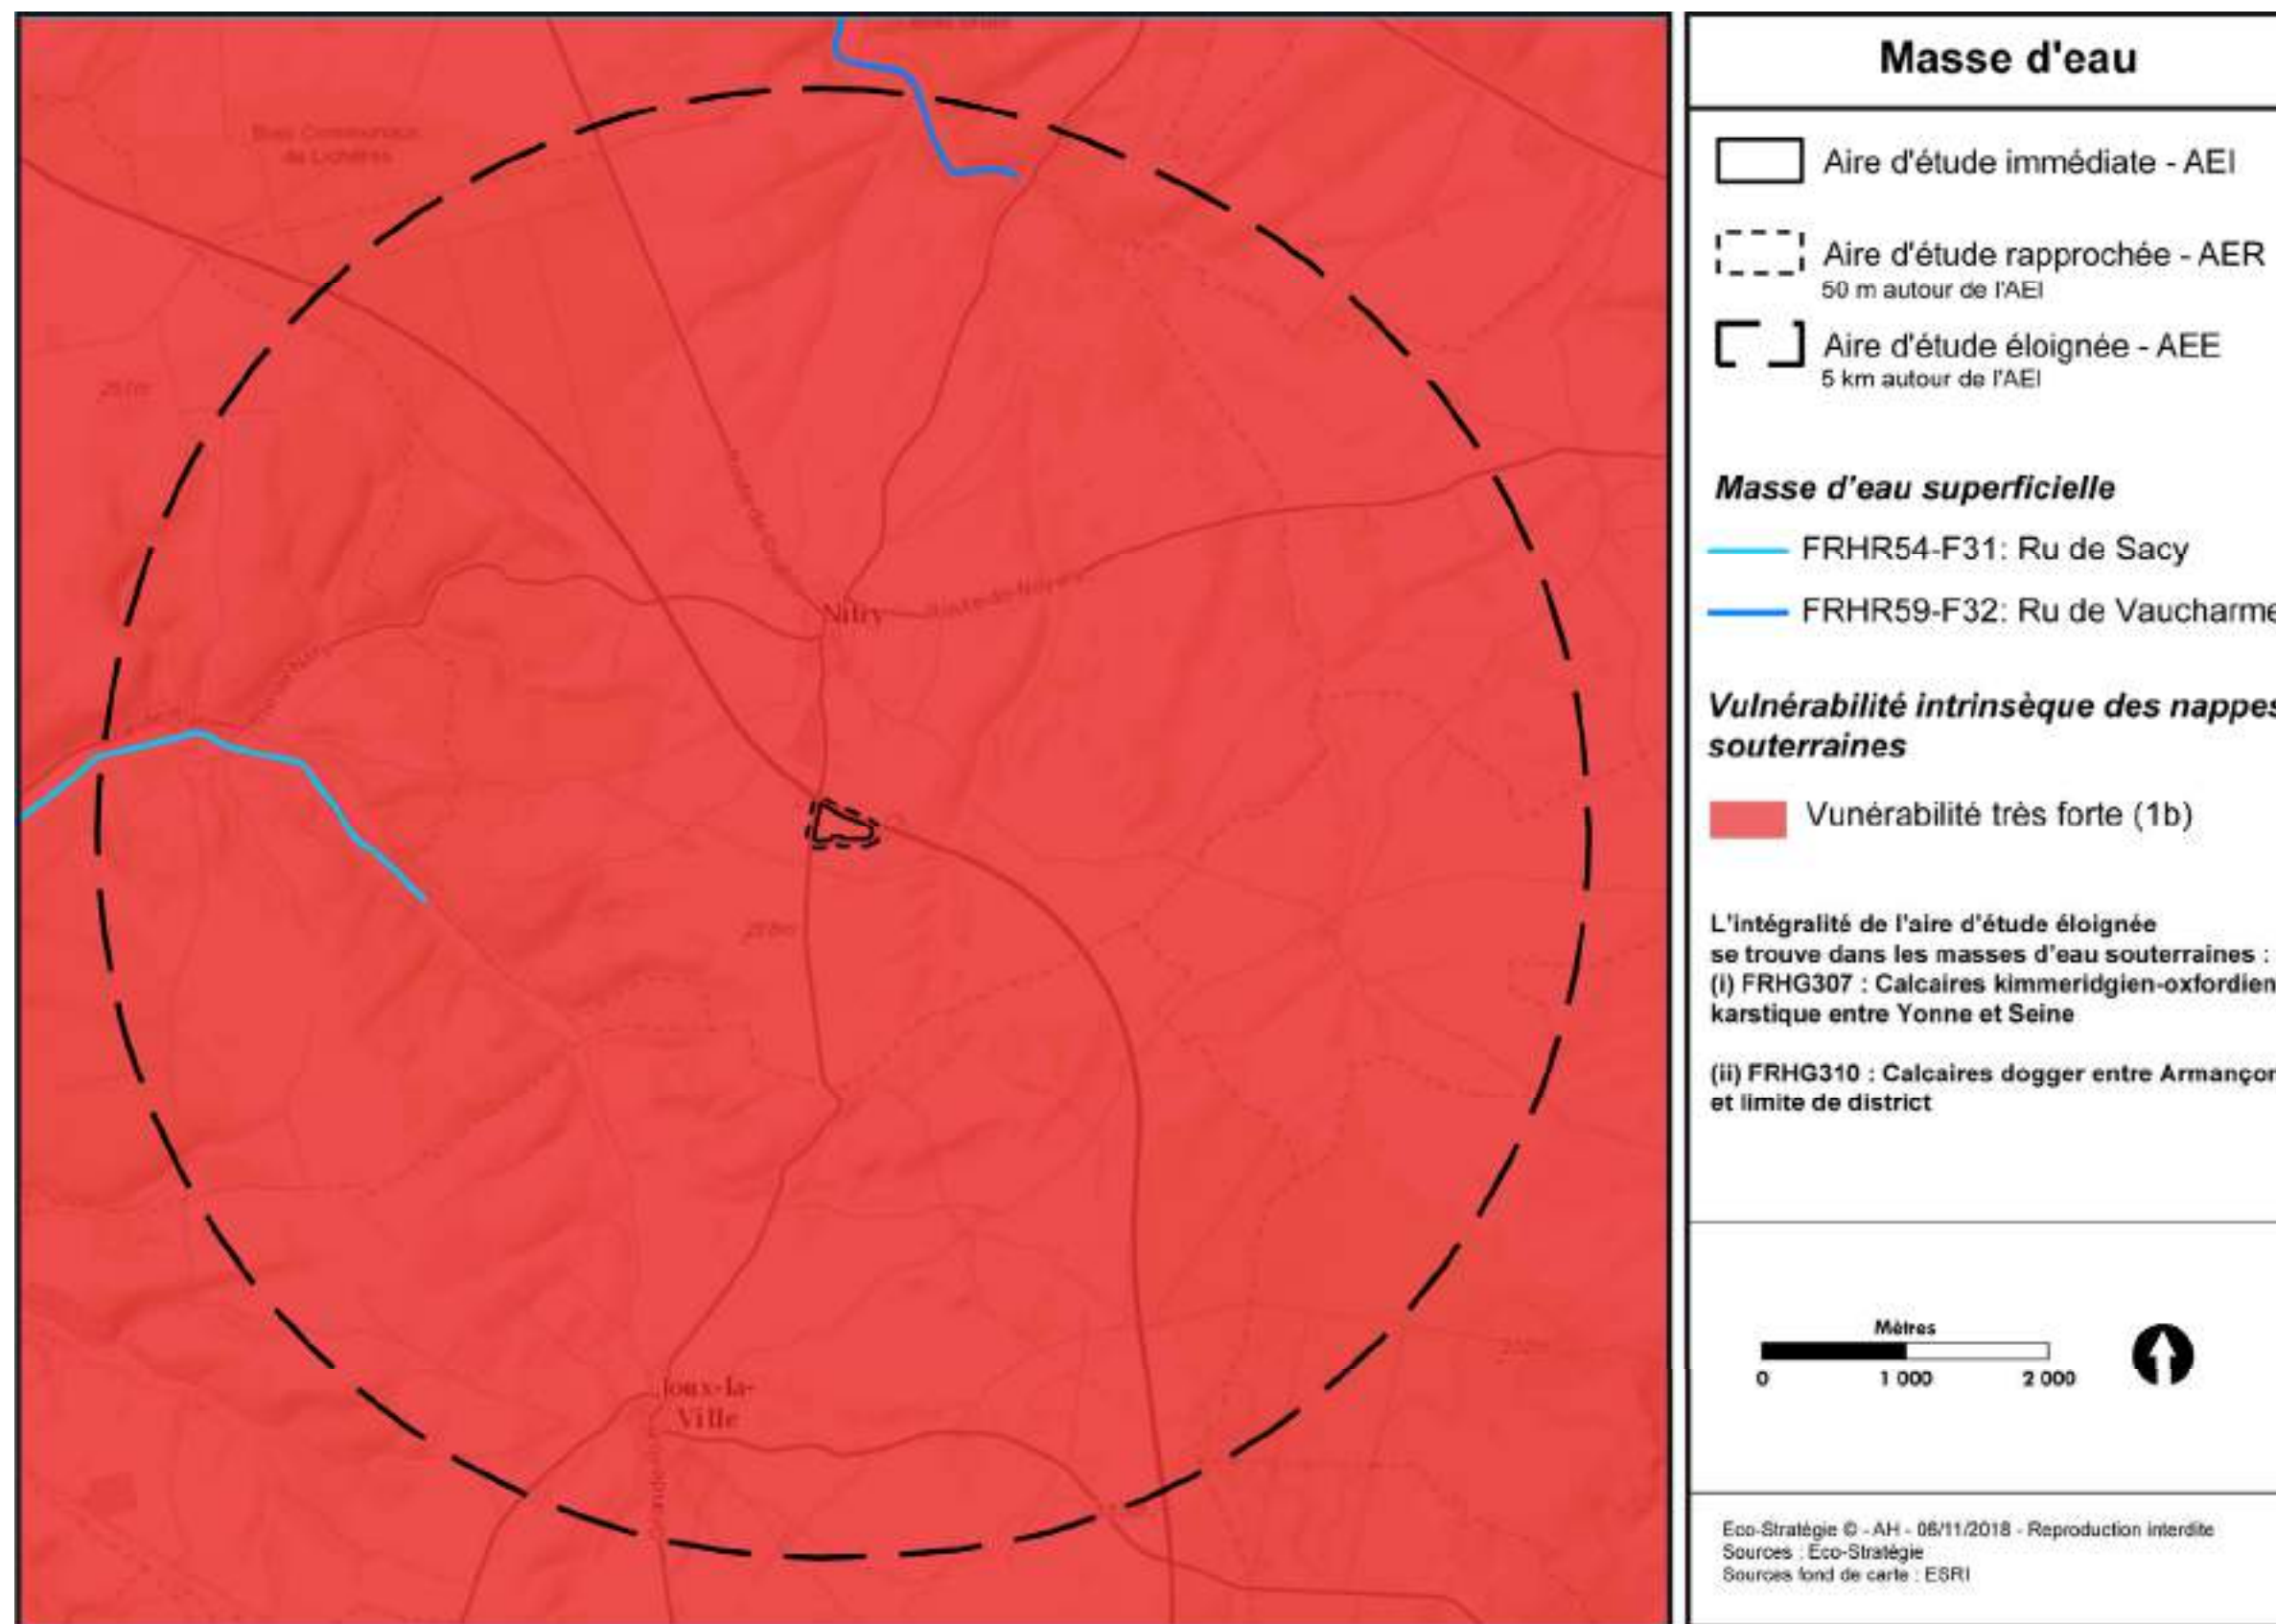 Bois Communaux
de Lichères
Nitry
Joux-la-
Ville
Masse d'eau
Aire d'étude immédiate - AEI
Aire d'étude rapprochée - AER
50 m autour de l'AEI
Aire d'étude éloignée - AEE
5 km autour de l'AEI
Masse d'eau superficielle
FRHR54-F31: Ru de Sacy
FRHR59-F32: Ru de Vaucharme
Vulnérabilité intrinsèque des nappes
souterraines
Vunérabilité très forte (1b)
L'intégralité de l'aire d'étude éloignée
se trouve dans les masses d'eau souterraines :
(i) FRHG307 : Calcaires kimmeridgien-oxfordien
karstique entre Yonne et Seine
(ii) FRHG310 : Calcaires dogger entre Armançon
et limite de district
Mètres
0 1 000 2 000
Eco-Stratégie © - AH - 06/11/2018 - Reproduction interdite
Sources : Eco-Stratégie
Sources fond de carte : ESRI